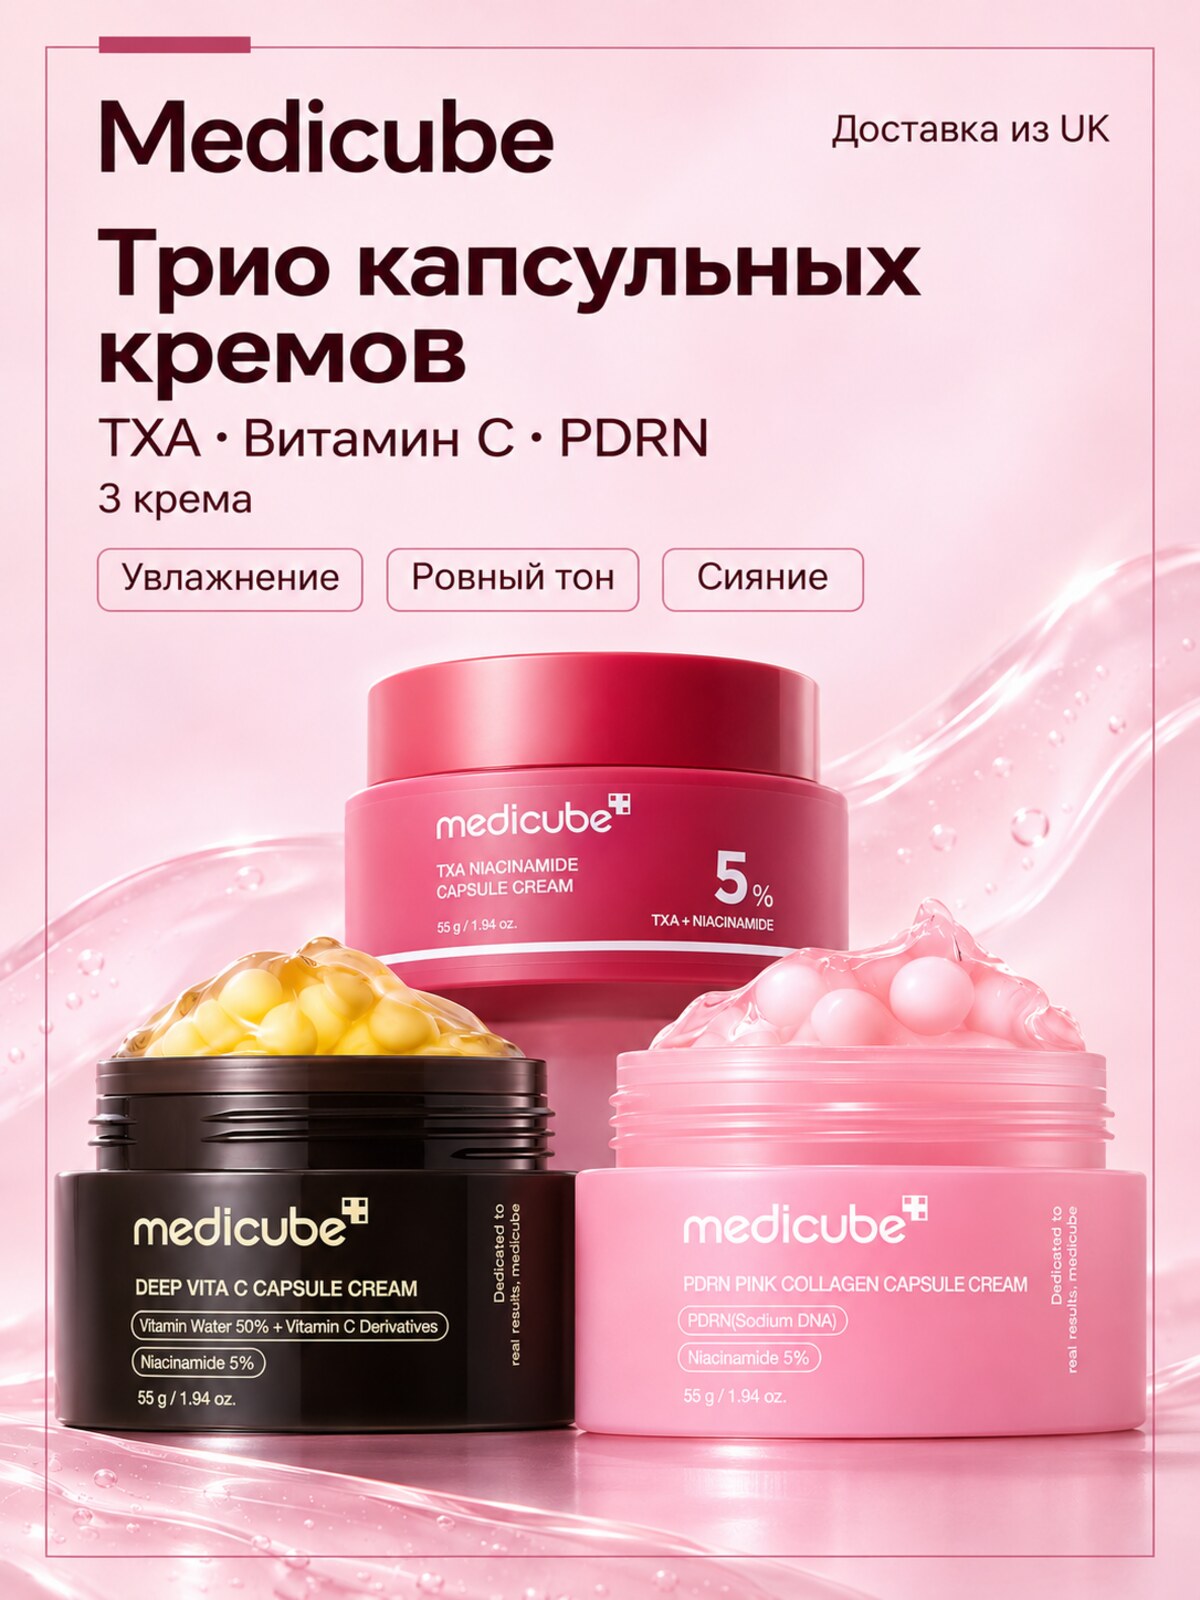 Medicube
Доставка из UK
Трио капсульных
кремов
TXA • Витамин C • PDRN
3 крема
Увлажнение
Ровный тон
Сияние
medicube
TXA NIACINAMIDE
CAPSULE CREAM
55 g / 1.94 oz.
5%
TXA + NIACINAMIDE
medicube
DEEP VITA C CAPSULE CREAM
Vitamin Water 50% + Vitamin C Derivatives
Niacinamide 5%
55 g / 1.94 oz.
Dedicated to
real results, medicube
medicube
PDRN PINK COLLAGEN CAPSULE CREAM
PDRN(Sodium DNA)
Niacinamide 5%
55 g / 1.94 oz.
Dedicated to
real results, medicube